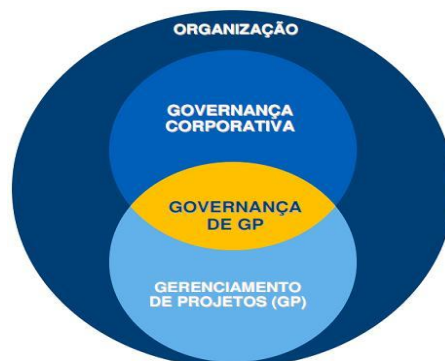 ORGANIZAÇÃO
GOVERNANÇA
CORPORATIVA
GOVERNANÇA
DE GP
GERENCIAMENTO
DE PROJETOS (GP)